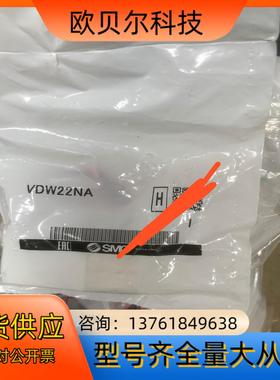 欧贝尔科技
VDW22NA
H
EAC SMC
货供应
对公开票
咨询：13761849638
型号齐全量大从